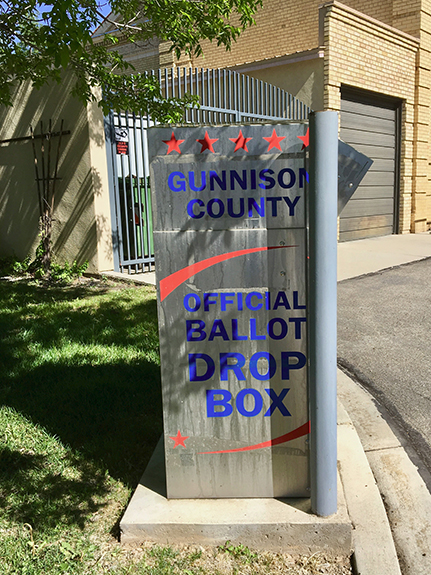 GUNNISON
COUNTY
OFFICIAL
BALLOT
DROP
BOX